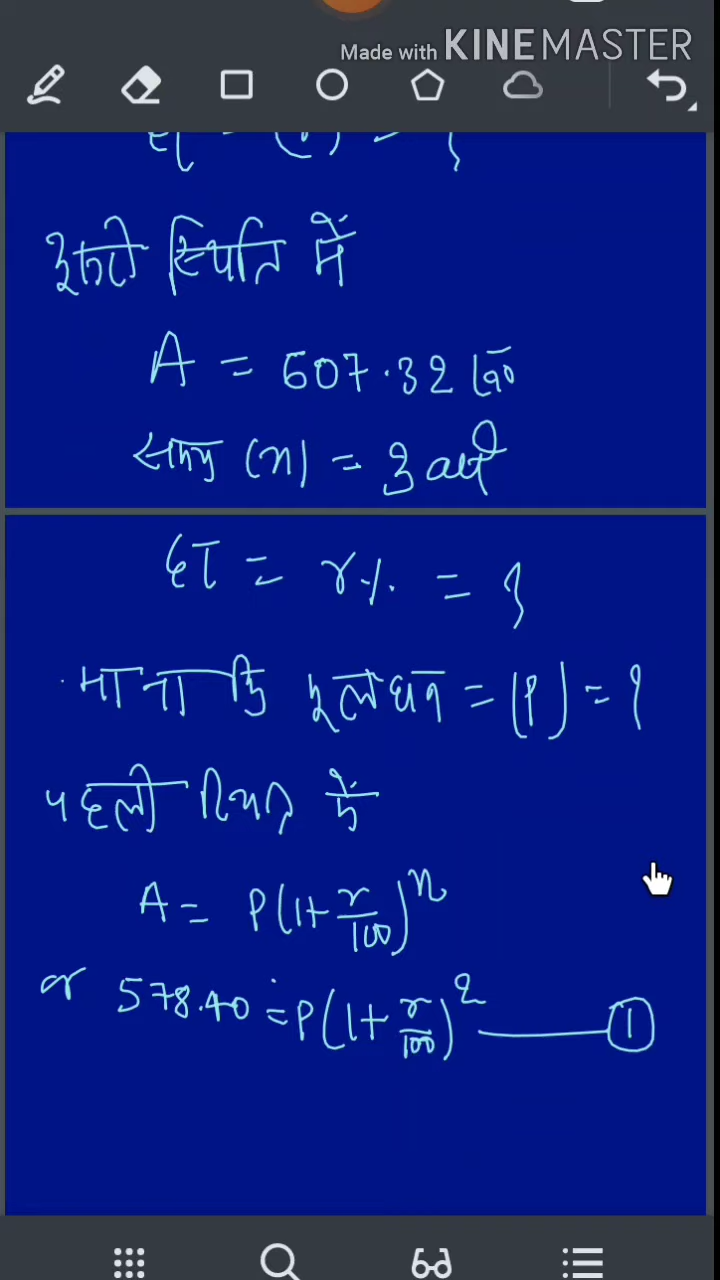 Made with KINEMASTER
दूसरी स्थिति में
A = 607.32 रु०
समय (n) = 3 वर्ष
दर = r% = ?
माना कि मूलधन = (P) = ?
पहली स्थिति में
A = P(1+r/100)^n
or 578.40 = P(1+r/100)^2 ——— ①